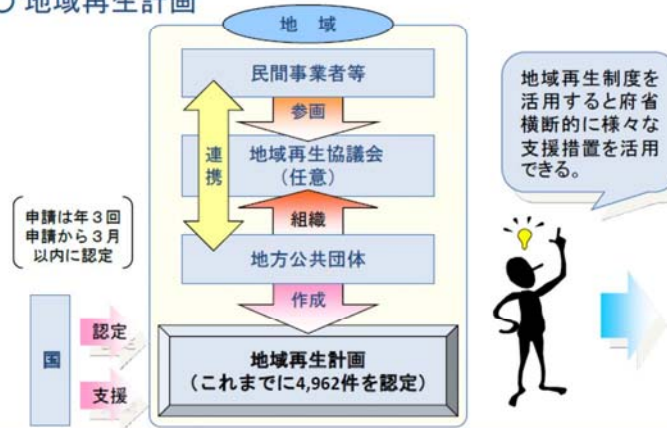 ○ 地域再生計画
地 域
民間事業者等
参画
連携
地域再生協議会
（任意）
組織
地方公共団体
作成
地域再生計画
（これまでに4,962件を認定）
申請は年３回
申請から３月
以内に認定
国
認定
支援
地域再生制度を
活用すると府省
横断的に様々な
支援措置を活用
できる。